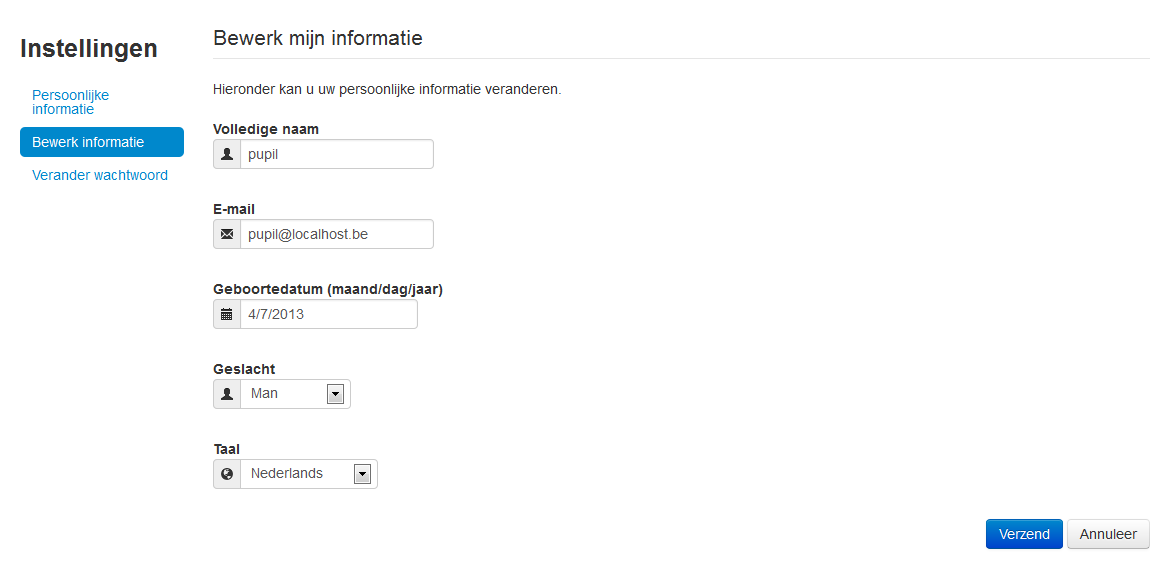 Instellingen
Persoonlijke
informatie
Bewerk informatie
Verander wachtwoord
Bewerk mijn informatie
Hieronder kan u uw persoonlijke informatie veranderen.
Volledige naam
pupil
E-mail
pupil@localhost.be
Geboortedatum (maand/dag/jaar)
4/7/2013
Geslacht
Man
Taal
Nederlands
Verzend Annuleer